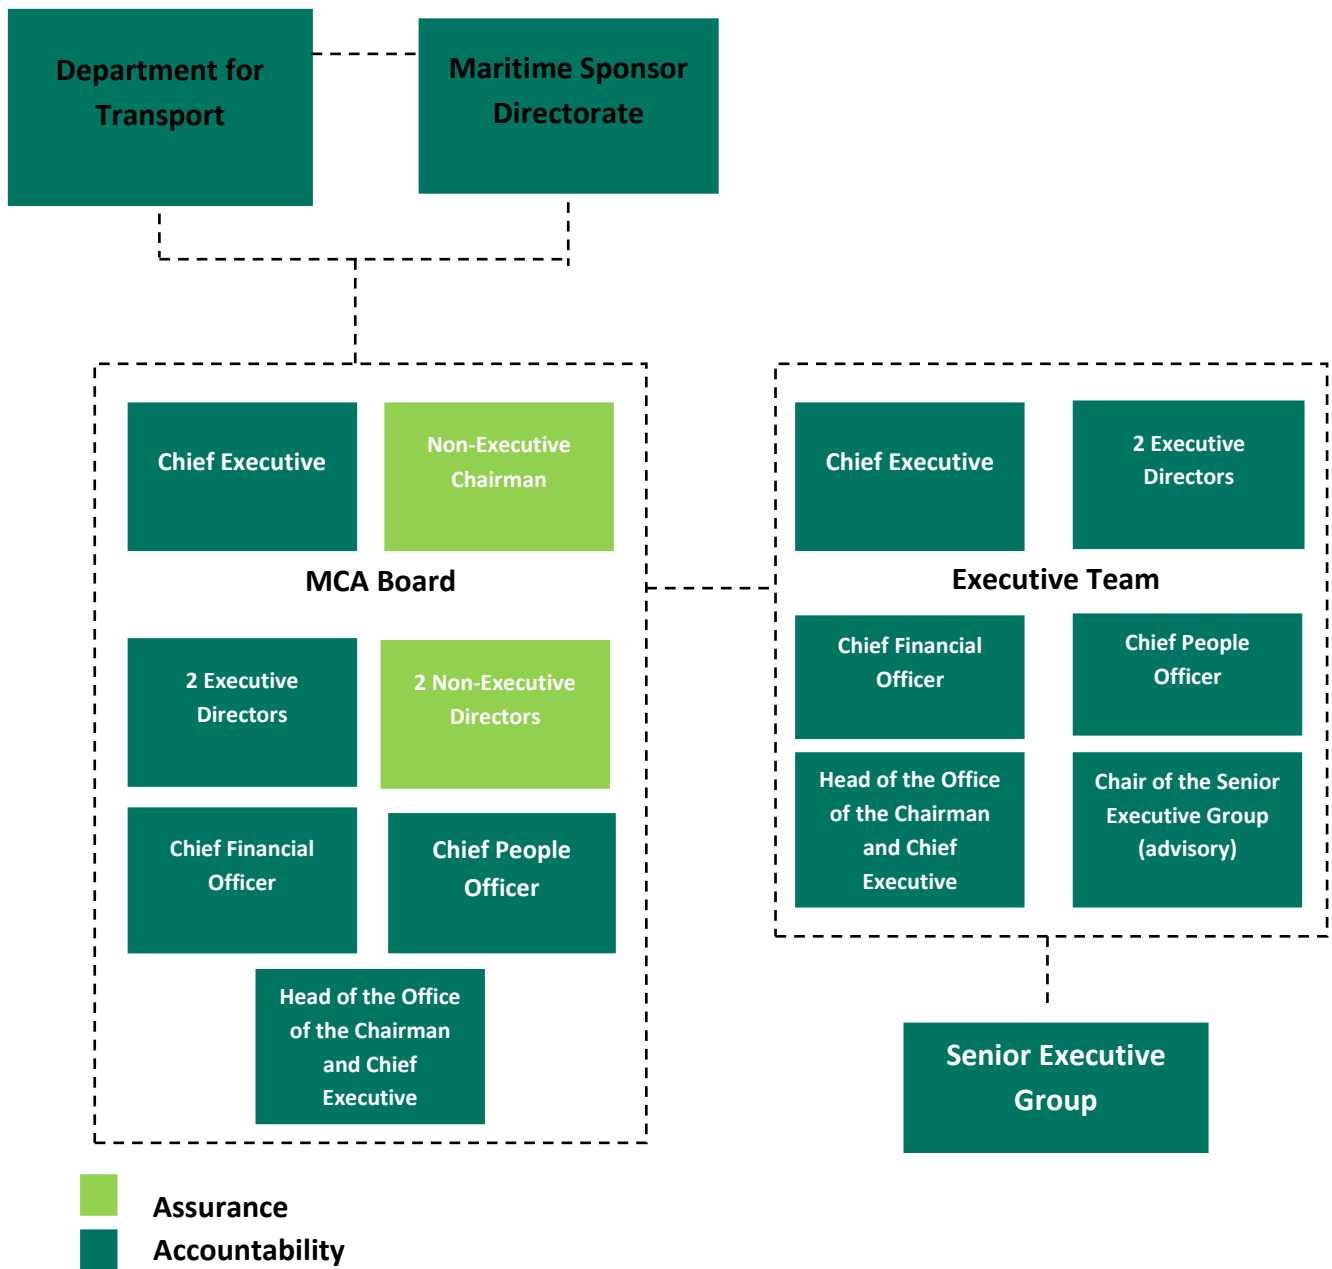 Department for
Transport
Maritime Sponsor
Directorate
Chief Executive
Non-Executive
Chairman
MCA Board
2 Executive
Directors
2 Non-Executive
Directors
Chief Financial
Officer
Chief People
Officer
Head of the Office
of the Chairman
and Chief
Executive
Chief Executive
2 Executive
Directors
Executive Team
Chief Financial
Officer
Chief People
Officer
Head of the Office
of the Chairman
and Chief
Executive
Chair of the Senior
Executive Group
(advisory)
Senior Executive
Group
Assurance
Accountability